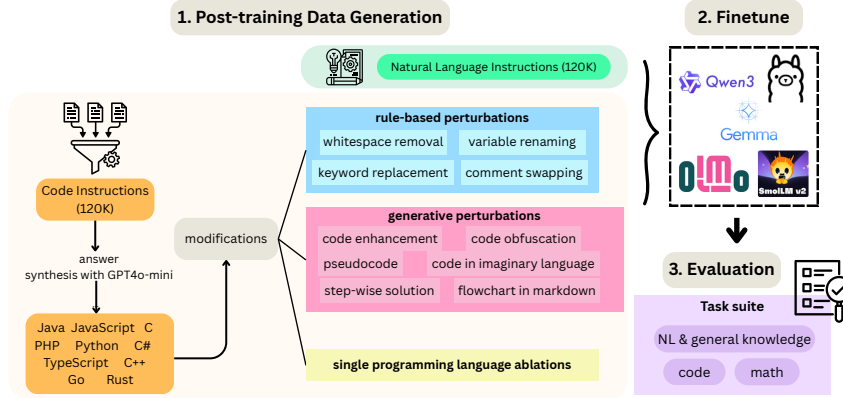 1. Post-training Data Generation
2. Finetune
Natural Language Instructions (120K)
Code Instructions
(120K)
answer
synthesis with GPT4o-mini
Java JavaScript C
PHP Python C#
TypeScript C++
Go Rust
modifications
rule-based perturbations
whitespace removal variable renaming
keyword replacement comment swapping
generative perturbations
code enhancement code obfuscation
pseudocode code in imaginary language
step-wise solution flowchart in markdown
single programming language ablations
Qwen3
Gemma
OLMo
SmolLM v2
3. Evaluation
Task suite
NL & general knowledge
code math